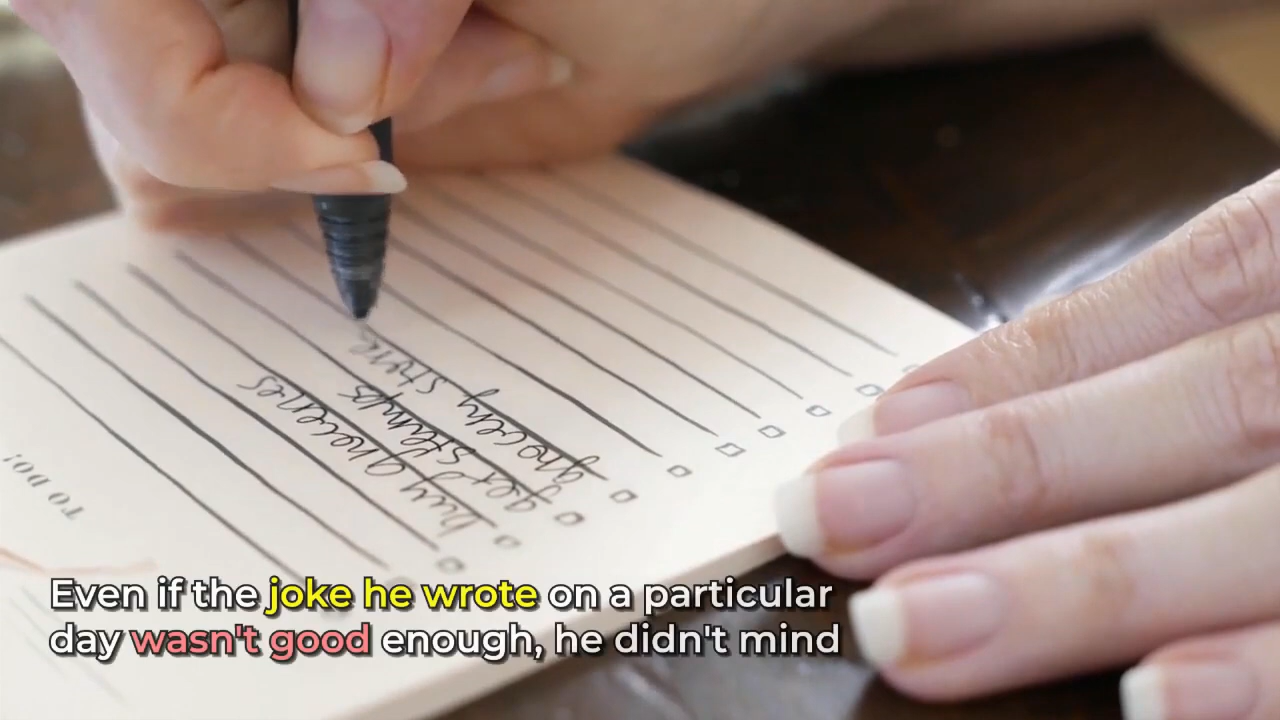 TO DO!
buy groceries
get stamps
grocery store
Even if the joke he wrote on a particular
day wasn't good enough, he didn't mind